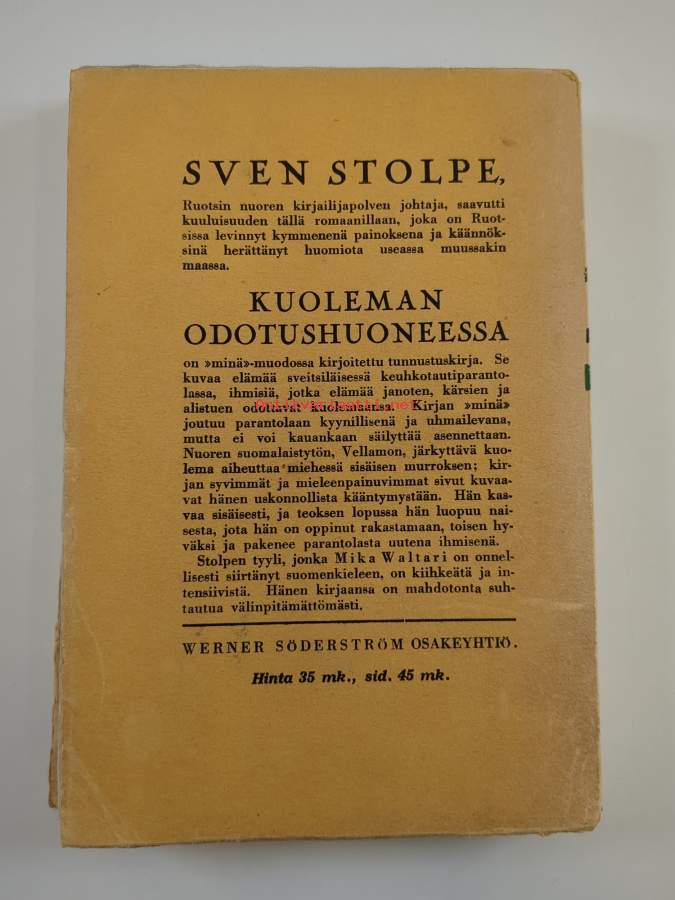 SVEN STOLPE,
Ruotsin nuoren kirjailijapolven johtaja, saavutti
kuuluisuuden tällä romaanillaan, joka on Ruot-
sissa levinnyt kymmenenä painoksena ja käännök-
sinä herättänyt huomiota useassa muussakin
maassa.
KUOLEMAN
ODOTUSHUONEESSA
on »minä»-muodossa kirjoitettu tunnustuskirja. Se
kuvaa elämää sveitsiläisessä keuhkotautiparanto-
lassa, ihmisiä, jotka elämää janoten, kärsien ja
alistuen odottavat kuolemaansa. Kirjan »minä»
joutuu parantolaan kyynillisenä ja uhmailevana,
mutta ei voi kauankaan säilyttää asennettaan.
Nuoren suomalaistytön, Vellamon, järkyttävä kuo-
lema aiheuttaa miehessä sisäisen murroksen; kir-
jan syvimmät ja mieleenpainuvimmat sivut kuvaa-
vat hänen uskonnollista kääntymystään. Hän kas-
vaa sisäisesti, ja teoksen lopussa hän luopuu nai-
sesta, jota hän on oppinut rakastamaan, toisen hy-
väksi ja pakenee parantolasta uutena ihmisenä.
Stolpen tyyli, jonka Mika Waltari on onnel-
lisesti siirtänyt suomenkieleen, on kiihkeätä ja in-
tensiivistä. Hänen kirjaansa on mahdotonta suh-
tautua välinpitämättömästi.
WERNER SÖDERSTRÖM OSAKEYHTIÖ.
Hinta 35 mk., sid. 45 mk.